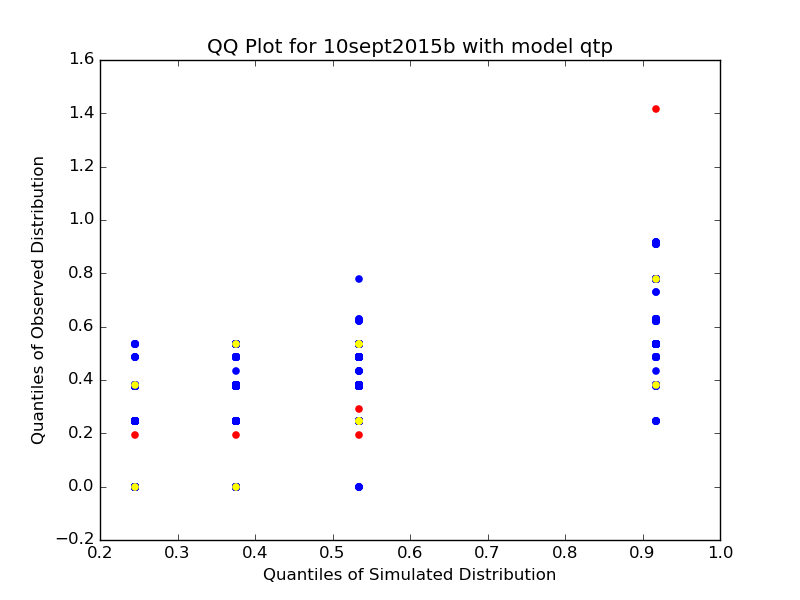 QQ Plot for 10sept2015b with model qtp
1.6
1.4
1.2
1.0
0.8
0.6
0.4
0.2
0.0
−0.2
Quantiles of Observed Distribution
0.2 0.3 0.4 0.5 0.6 0.7 0.8 0.9 1.0
Quantiles of Simulated Distribution